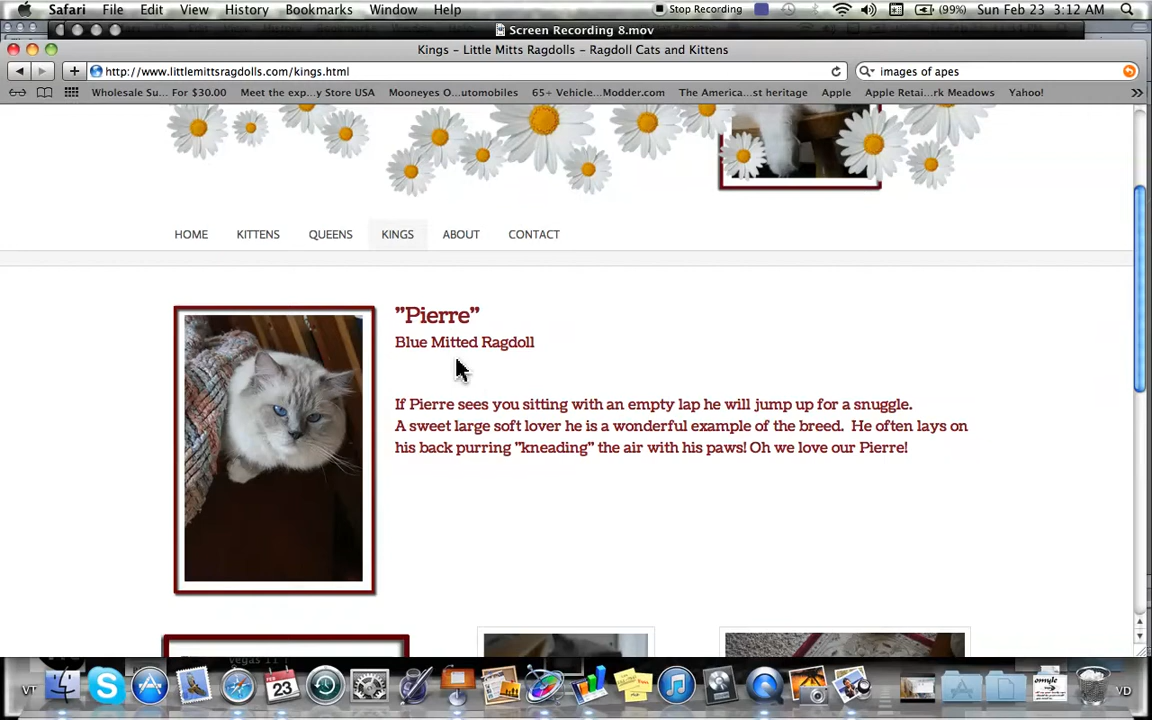 Safari File Edit View History Bookmarks Window Help Stop Recording (99%) Sun Feb 23 3:12 AM
Screen Recording 8.mov
Kings – Little Mitts Ragdolls – Ragdoll Cats and Kittens
http://www.littlemittsragdolls.com/kings.html images of apes
Wholesale Su... For $30.00 Meet the exp...y Store USA Mooneyes O...utomobiles 65+ Vehicle...Modder.com The America...st heritage Apple Apple Retai...rk Meadows Yahoo!
HOME KITTENS QUEENS KINGS ABOUT CONTACT
"Pierre"
Blue Mitted Ragdoll
If Pierre sees you sitting with an empty lap he will jump up for a snuggle.
A sweet large soft lover he is a wonderful example of the breed. He often lays on
his back purring "kneading" the air with his paws! Oh we love our Pierre!
VT FEB 23 VD